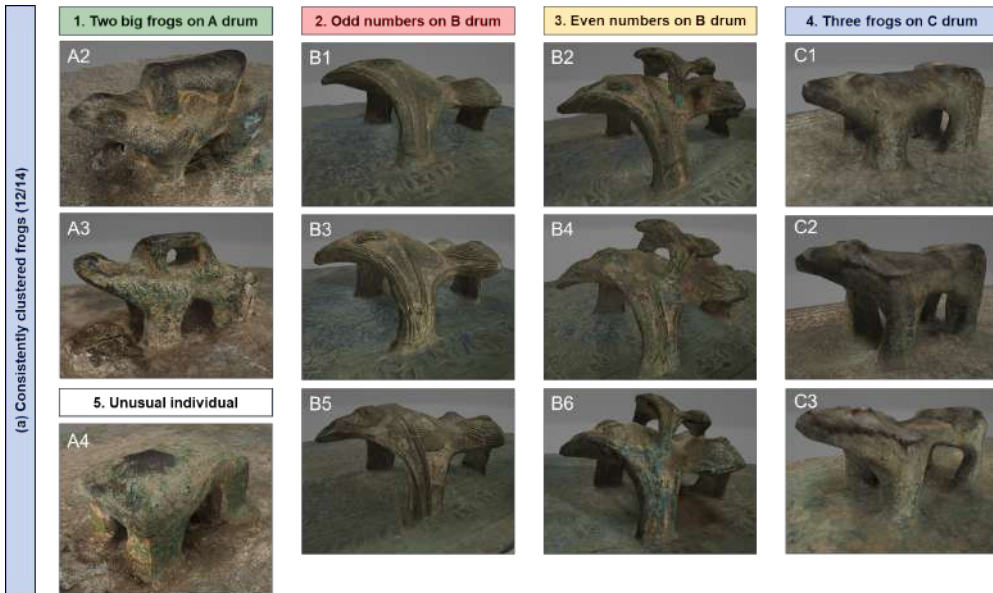 (a) Consistently clustered frogs (12/14)
1. Two big frogs on A drum
2. Odd numbers on B drum
3. Even numbers on B drum
4. Three frogs on C drum
A2
B1
B2
C1
A3
B3
B4
C2
5. Unusual individual
A4
B5
B6
C3